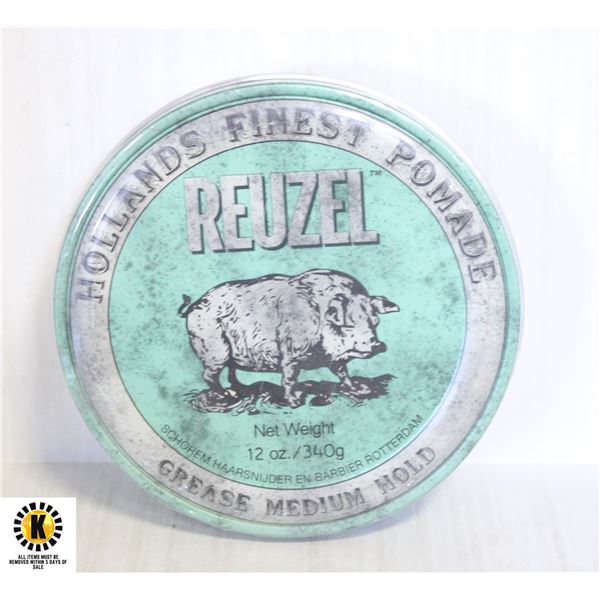 HOLLANDS FINEST POMADE
REUZEL™
Net Weight
12 oz./340g
SCHOREM HAARSNIJDER EN BARBIER ROTTERDAM
GREASE MEDIUM HOLD
K
ALL ITEMS MUST BE
REMOVED WITHIN 5 DAYS OF
SALE